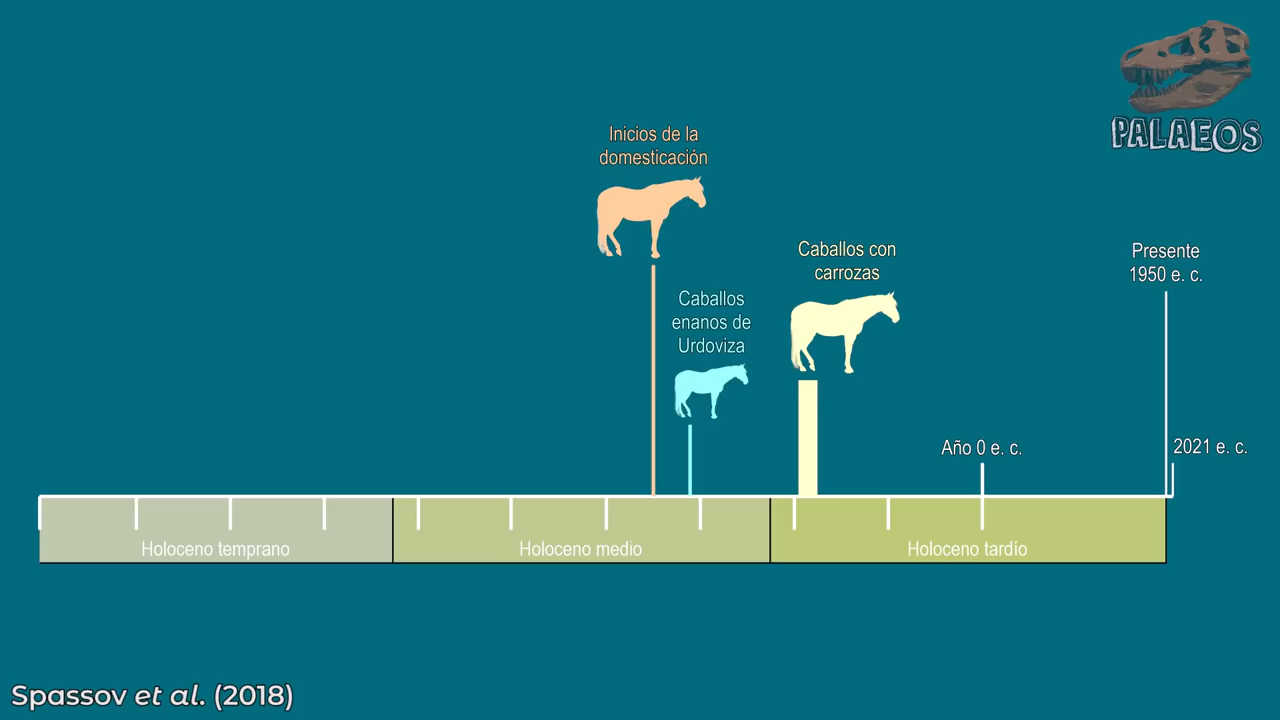 PALAEOS
Inicios de la
domesticación
Caballos con
carrozas
Presente
1950 e. c.
Caballos
enanos de
Urdoviza
Año 0 e. c.
2021 e. c.
Holoceno temprano
Holoceno medio
Holoceno tardío
Spassov et al. (2018)